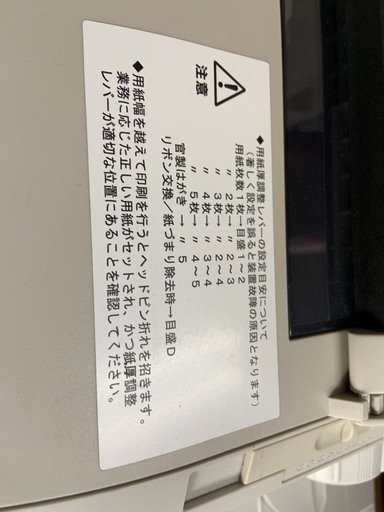 注意
◆用紙厚調整レバーの設定目安について
（著しく設定を誤ると装置故障の原因となります）
用紙枚数1枚→目盛1～2
〃 2枚→ 〃 2～3
〃 3枚→ 〃 2～4
〃 4枚→ 〃 3～4
〃 5枚→ 〃 4～5
官製はがき→ 〃 5
リボン交換／紙づまり除去時→目盛D
◆用紙幅を越えて印刷を行うとヘッドピン折れを招きます。
業務に応じた正しい用紙がセットされ、かつ紙厚調整
レバーが適切な位置にあることを確認してください。